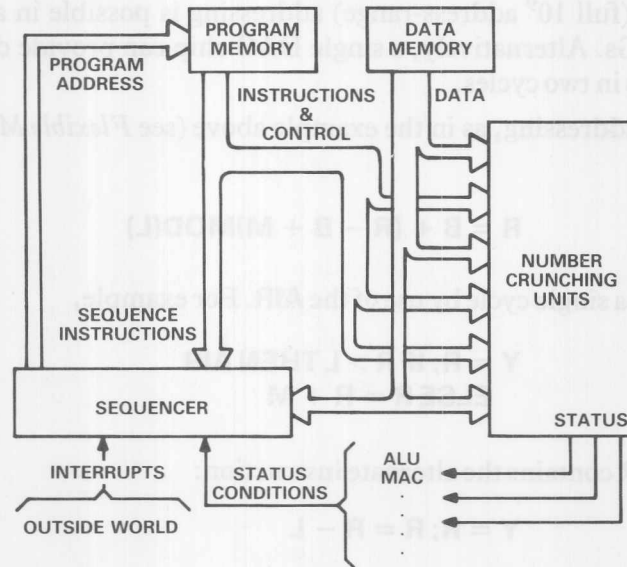 PROGRAM
MEMORY
DATA
MEMORY
PROGRAM
ADDRESS
INSTRUCTIONS
&
CONTROL
DATA
NUMBER
CRUNCHING
UNITS
SEQUENCE
INSTRUCTIONS
SEQUENCER
STATUS
INTERRUPTS
OUTSIDE WORLD
STATUS
CONDITIONS
ALU
MAC